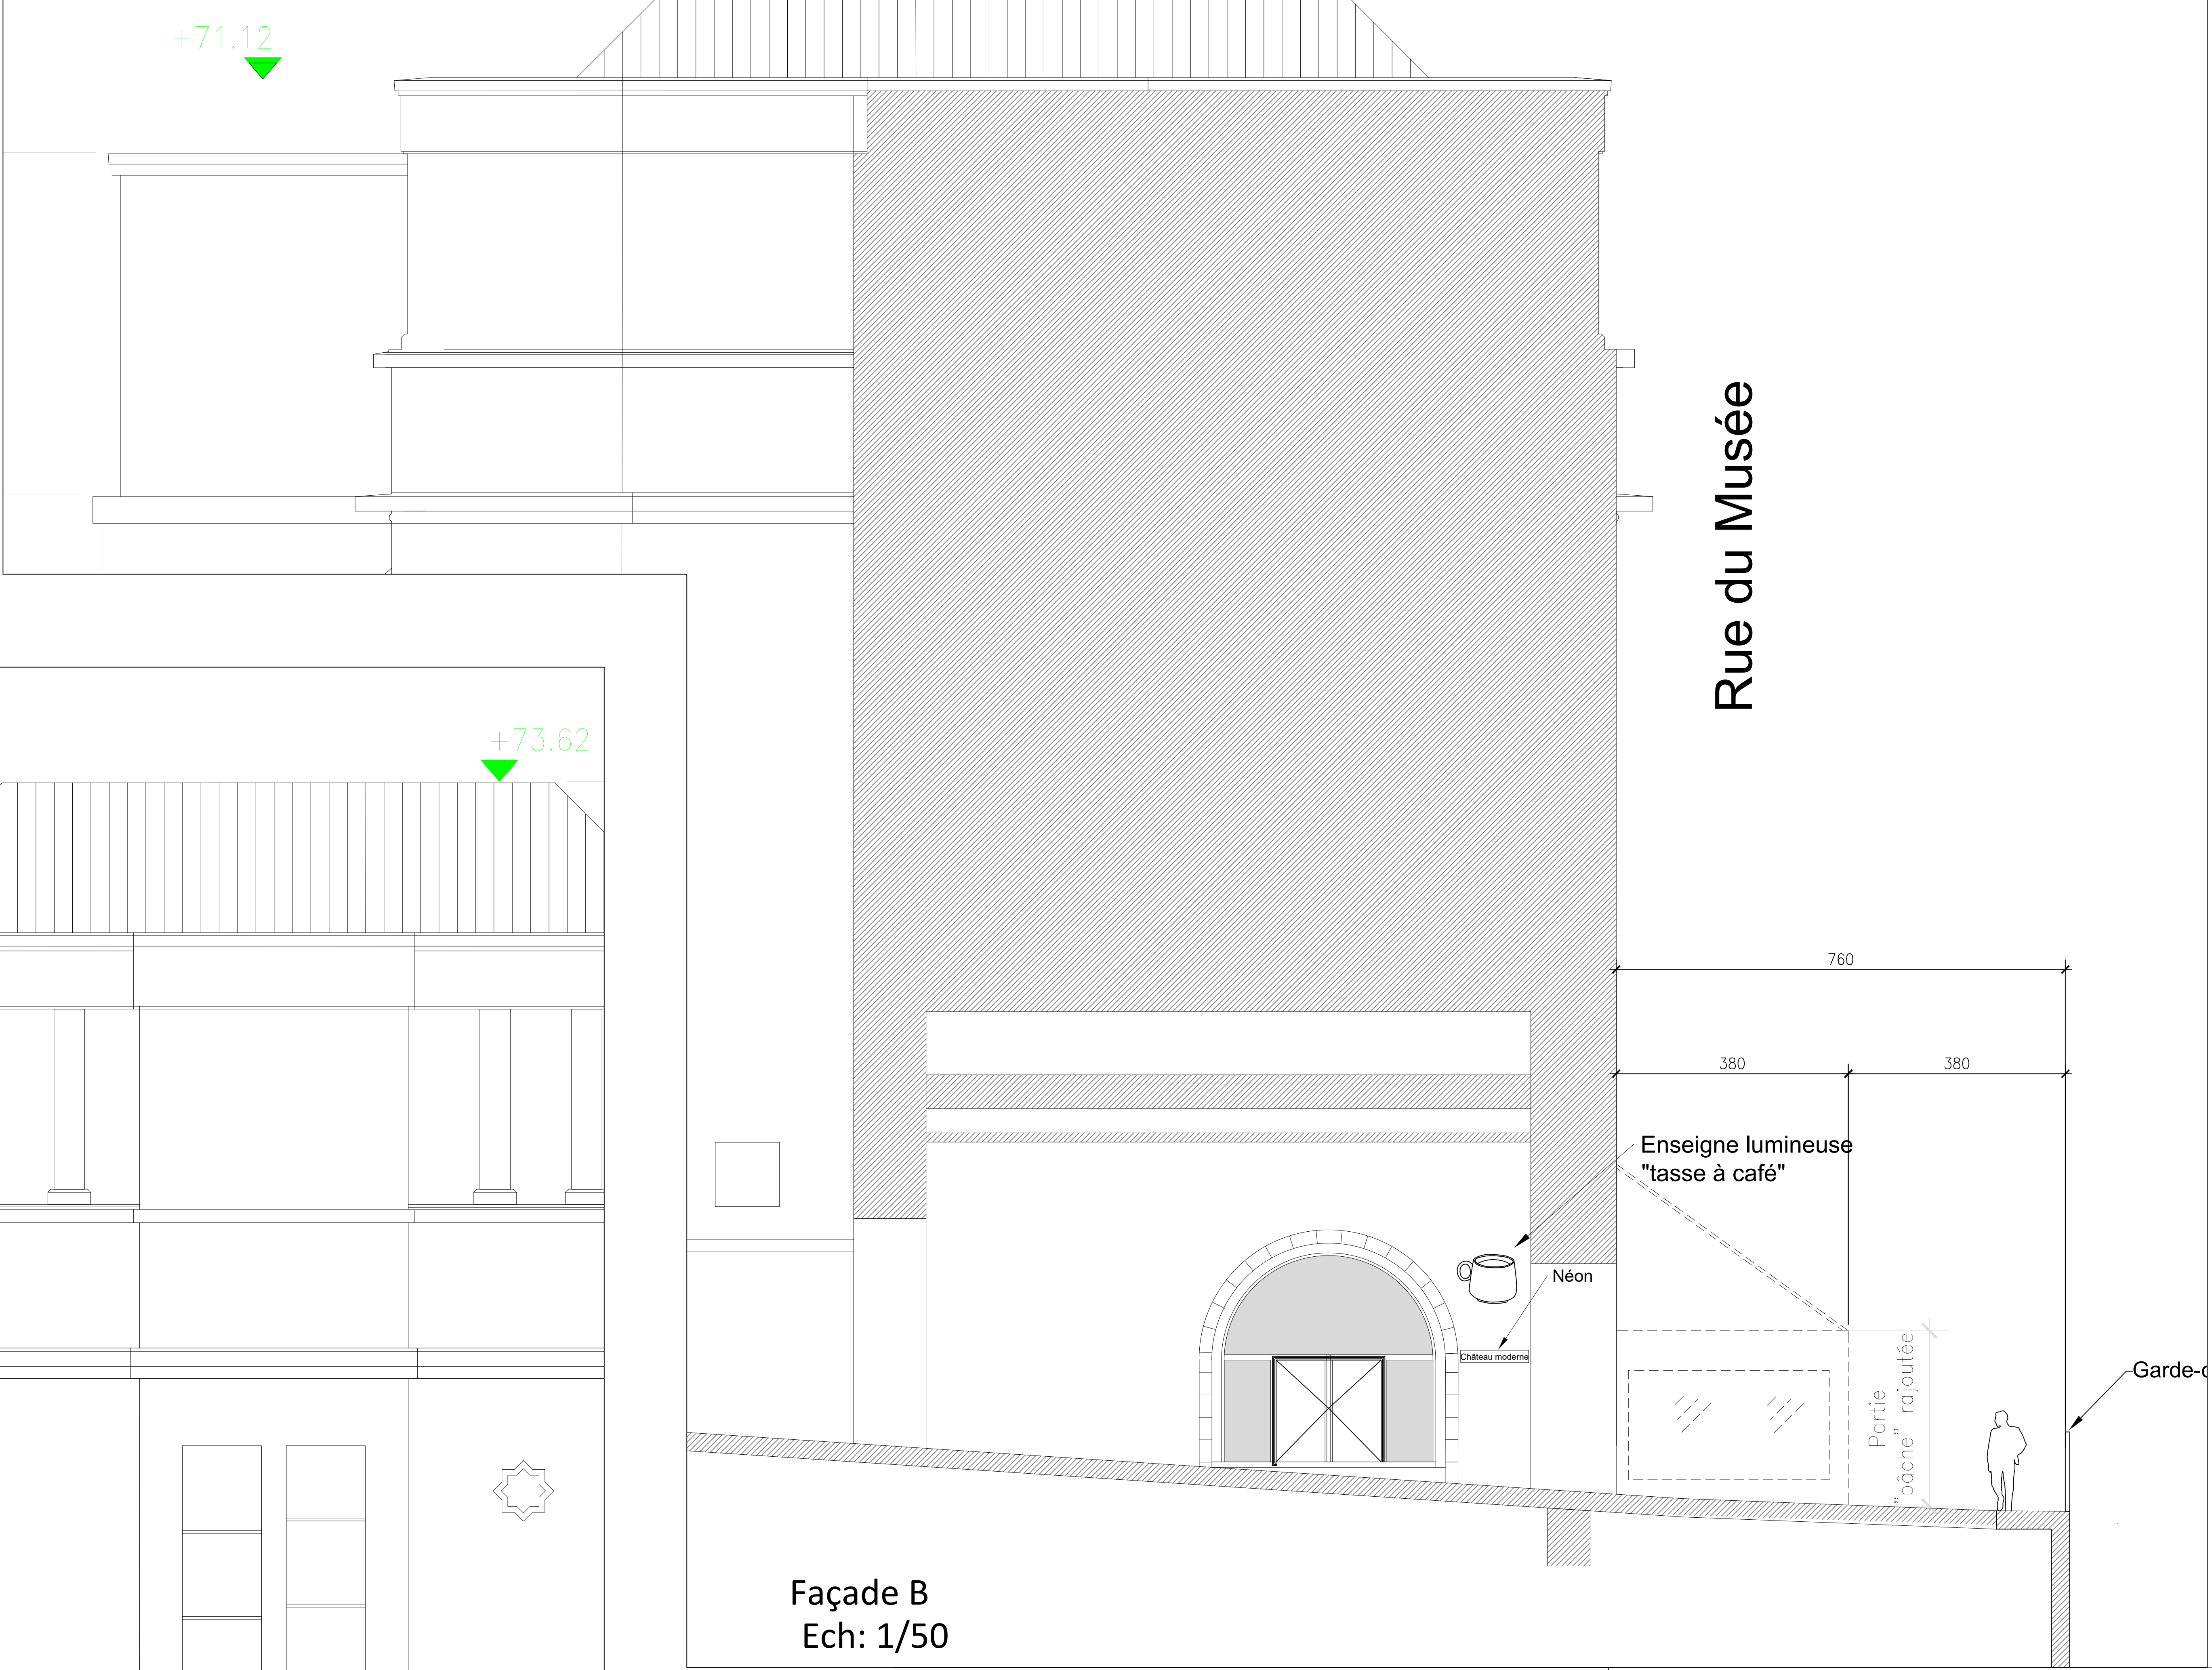 +71.12
Rue du Musée
+73.62
760
380
380
Enseigne lumineuse
"tasse à café"
Néon
Château moderne
Partie
"bâche" rajoutée
Garde-c
Façade B
Ech: 1/50